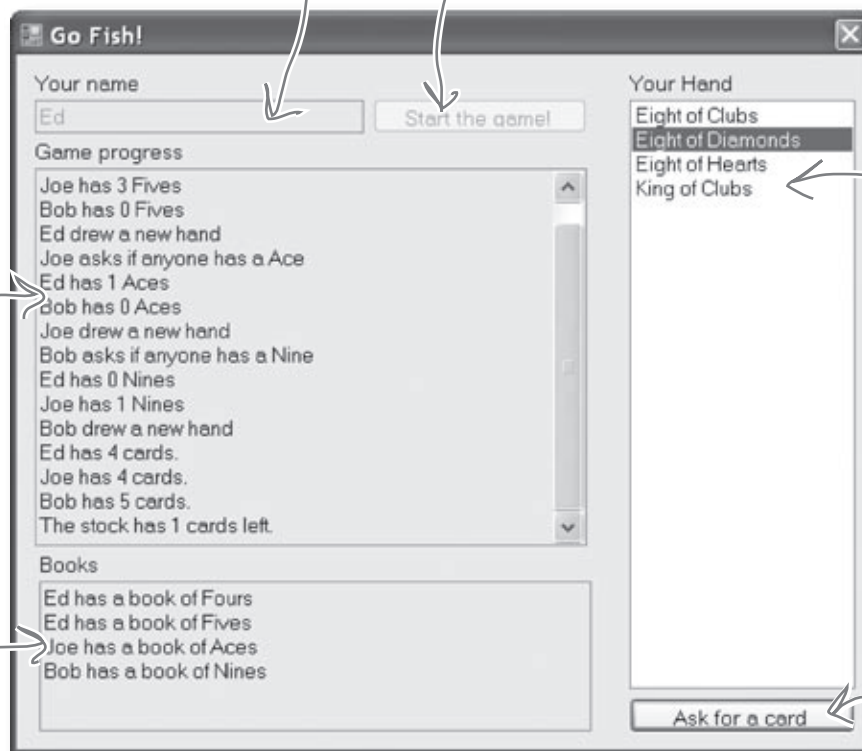 Go Fish!
Your name
Ed
Start the game!
Game progress
Joe has 3 Fives
Bob has 0 Fives
Ed drew a new hand
Joe asks if anyone has a Ace
Ed has 1 Aces
Bob has 0 Aces
Joe drew a new hand
Bob asks if anyone has a Nine
Ed has 0 Nines
Joe has 1 Nines
Bob drew a new hand
Ed has 4 cards.
Joe has 4 cards.
Bob has 5 cards.
The stock has 1 cards left.
Books
Ed has a book of Fours
Ed has a book of Fives
Joe has a book of Aces
Bob has a book of Nines
Your Hand
Eight of Clubs
Eight of Diamonds
Eight of Hearts
King of Clubs
Ask for a card